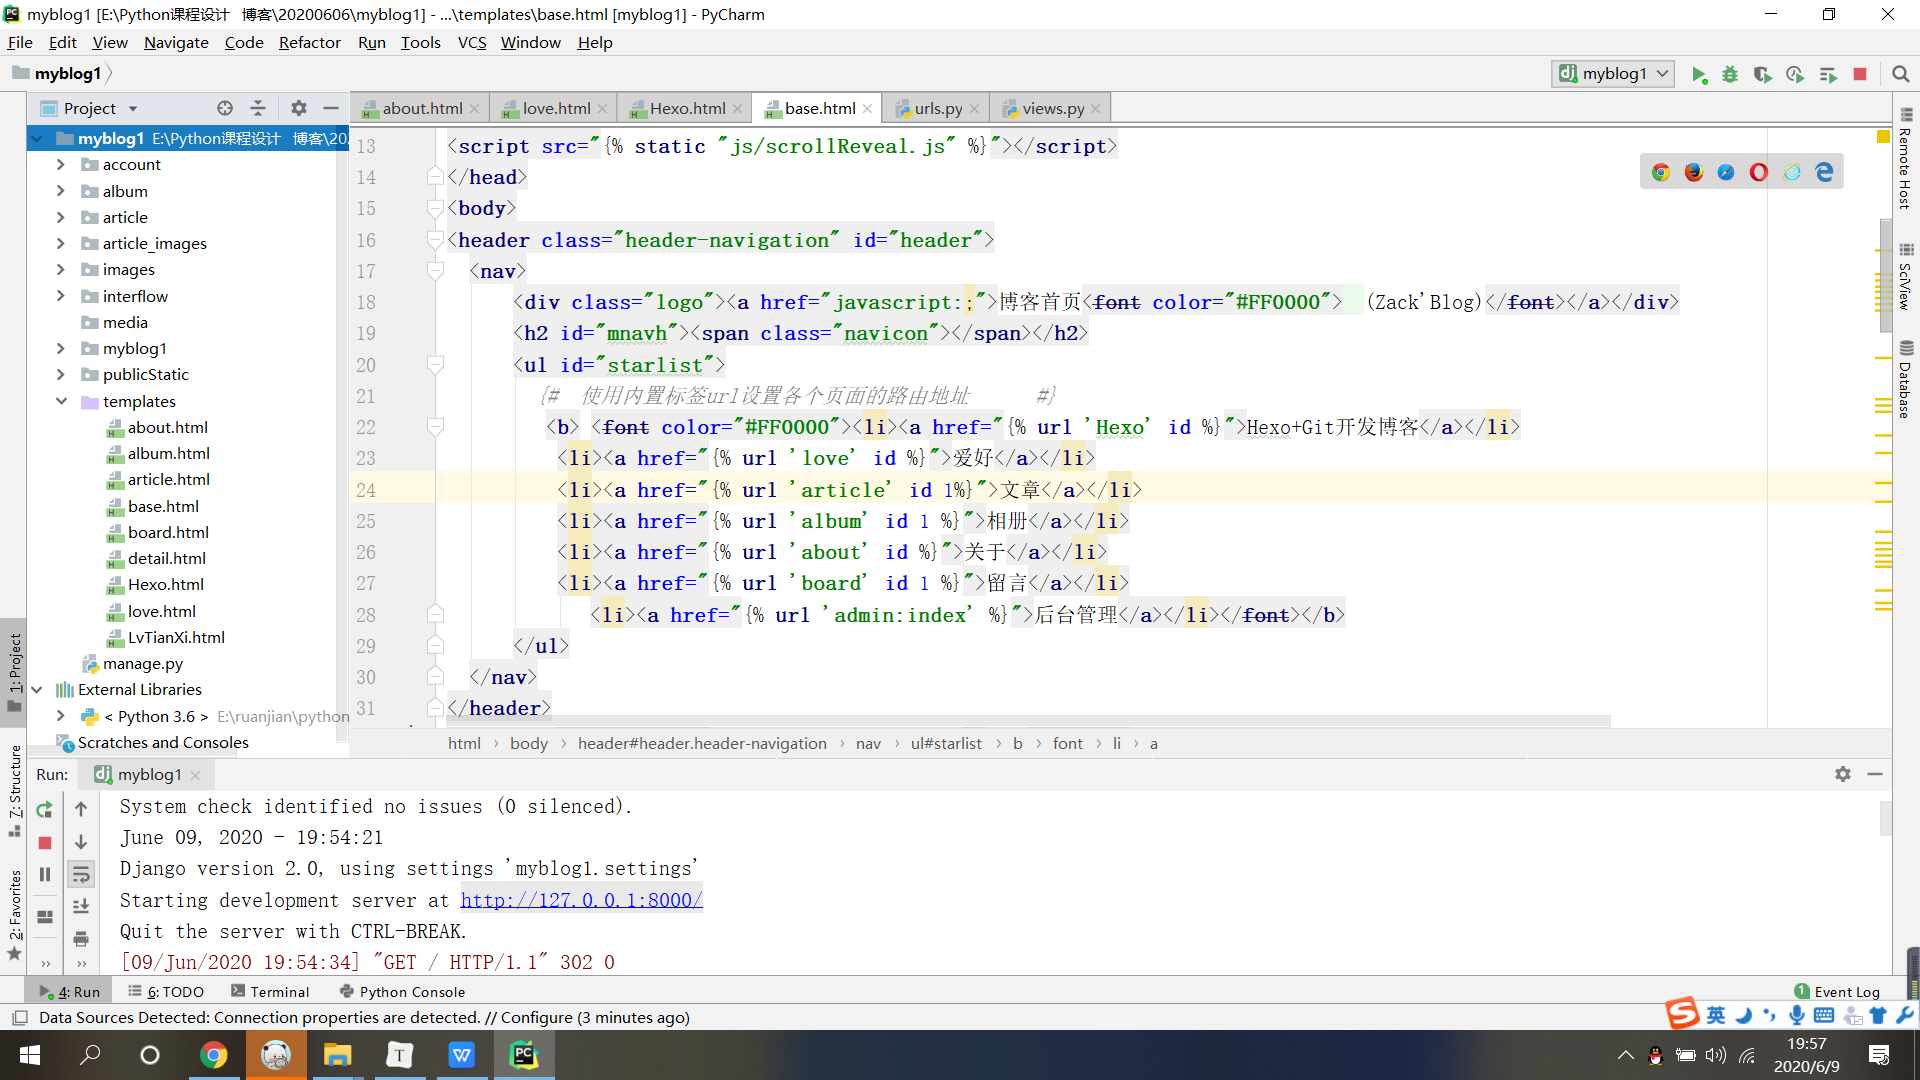 myblog1 [E:\Python课程设计   博客\20200606\myblog1] - ...\templates\base.html [myblog1] - PyCharm
File Edit View Navigate Code Refactor Run Tools VCS Window Help
myblog1
myblog1
Project
about.html
love.html
Hexo.html
base.html
urls.py
views.py
myblog1 E:\Python课程设计   博客\20
account
album
article
article_images
images
interflow
media
myblog1
publicStatic
templates
about.html
album.html
article.html
base.html
board.html
detail.html
Hexo.html
love.html
LvTianXi.html
manage.py
External Libraries
< Python 3.6 > E:\ruanjian\python
Scratches and Consoles
13 <script src="{% static "js/scrollReveal.js" %}"></script>
14 </head>
15 <body>
16 <header class="header-navigation" id="header">
17 <nav>
18 <div class="logo"><a href="javascript:;">博客首页<font color="#FF0000">  (Zack'Blog)</font></a></div>
19 <h2 id="mnavh"><span class="navicon"></span></h2>
20 <ul id="starlist">
21 {#  使用内置标签url设置各个页面的路由地址      #}
22 <b> <font color="#FF0000"><li><a href="{% url 'Hexo' id %}">Hexo+Git开发博客</a></li>
23 <li><a href="{% url 'love' id %}">爱好</a></li>
24 <li><a href="{% url 'article' id 1%}">文章</a></li>
25 <li><a href="{% url 'album' id 1 %}">相册</a></li>
26 <li><a href="{% url 'about' id %}">关于</a></li>
27 <li><a href="{% url 'board' id 1 %}">留言</a></li>
28 <li><a href="{% url 'admin:index' %}">后台管理</a></li></font></b>
29 </ul>
30 </nav>
31 </header>
html › body › header#header.header-navigation › nav › ul#starlist › b › font › li › a
1: Project
7: Structure
2: Favorites
Remote Host
SciView
Database
Run: myblog1
System check identified no issues (0 silenced).
June 09, 2020 - 19:54:21
Django version 2.0, using settings 'myblog1.settings'
Starting development server at http://127.0.0.1:8000/
Quit the server with CTRL-BREAK.
[09/Jun/2020 19:54:34] "GET / HTTP/1.1" 302 0
4: Run 6: TODO Terminal Python Console
1 Event Log
Data Sources Detected: Connection properties are detected. // Configure (3 minutes ago)
英
19:57
2020/6/9